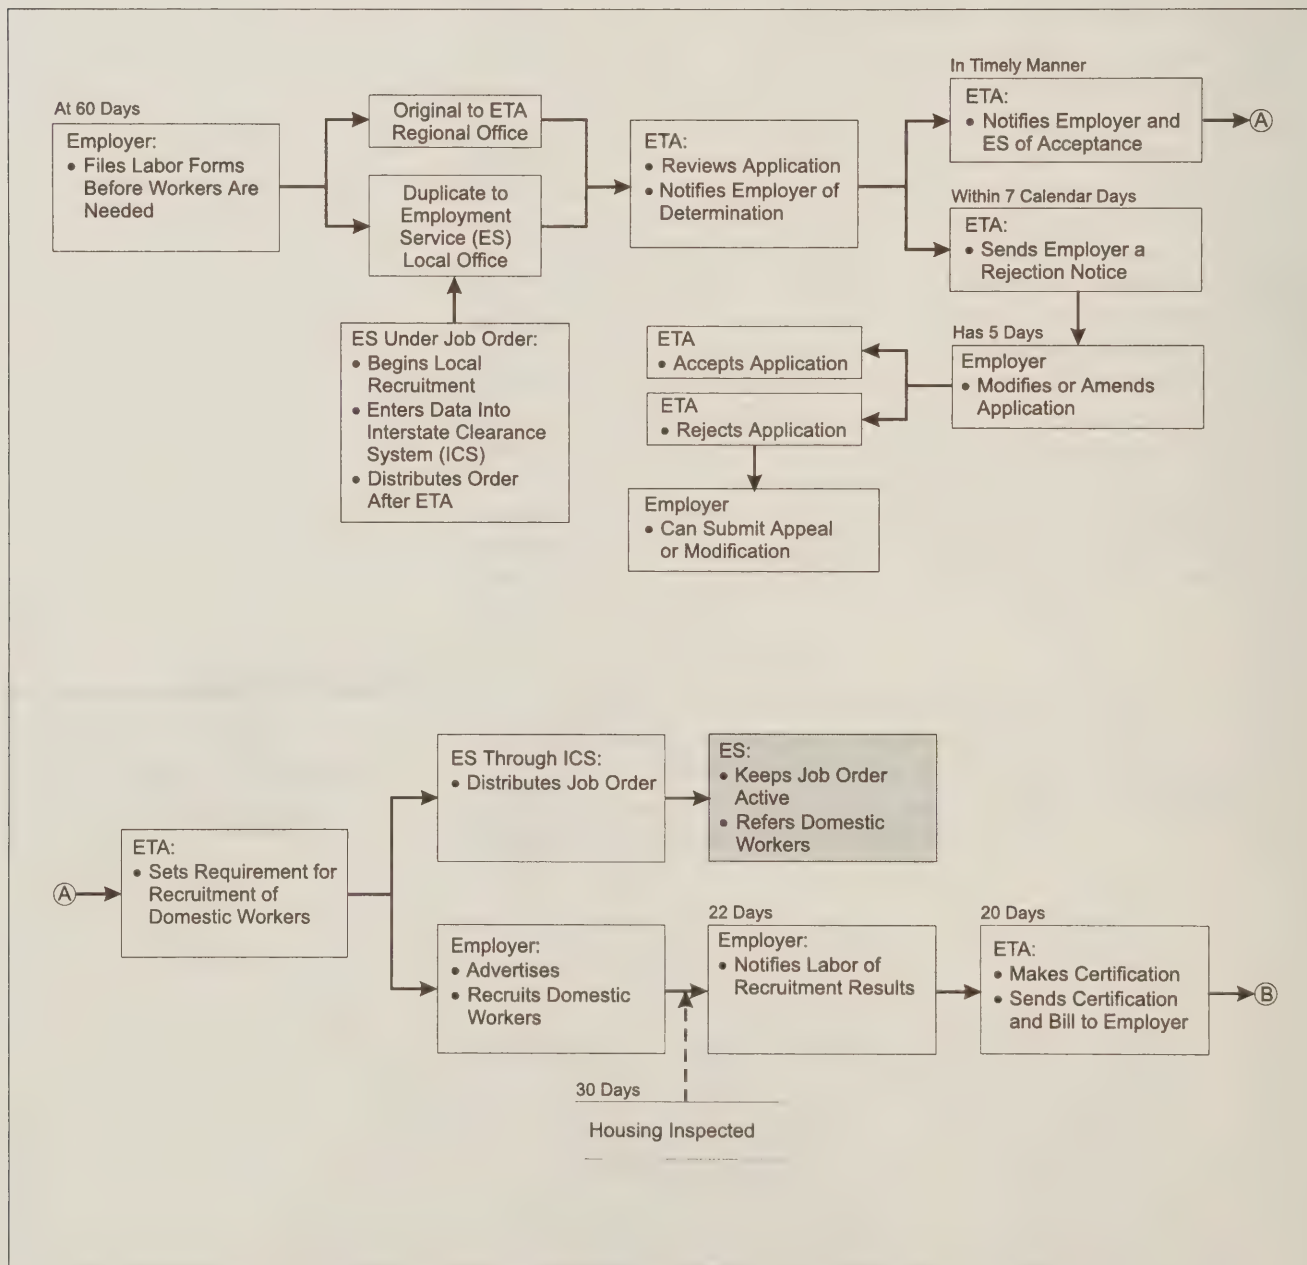 At 60 Days
Employer:
• Files Labor Forms
Before Workers Are
Needed
Original to ETA
Regional Office
Duplicate to
Employment
Service (ES)
Local Office
ES Under Job Order:
• Begins Local
Recruitment
• Enters Data Into
Interstate Clearance
System (ICS)
• Distributes Order
After ETA
ETA:
• Reviews Application
• Notifies Employer of
Determination
In Timely Manner
ETA:
• Notifies Employer and
ES of Acceptance
A
Within 7 Calendar Days
ETA:
• Sends Employer a
Rejection Notice
Has 5 Days
Employer
• Modifies or Amends
Application
ETA
• Accepts Application
ETA
• Rejects Application
Employer
• Can Submit Appeal
or Modification
A
ETA:
• Sets Requirement for
Recruitment of
Domestic Workers
ES Through ICS:
• Distributes Job Order
ES:
• Keeps Job Order
Active
• Refers Domestic
Workers
Employer:
• Advertises
• Recruits Domestic
Workers
30 Days
Housing Inspected
22 Days
Employer:
• Notifies Labor of
Recruitment Results
20 Days
ETA:
• Makes Certification
• Sends Certification
and Bill to Employer
B